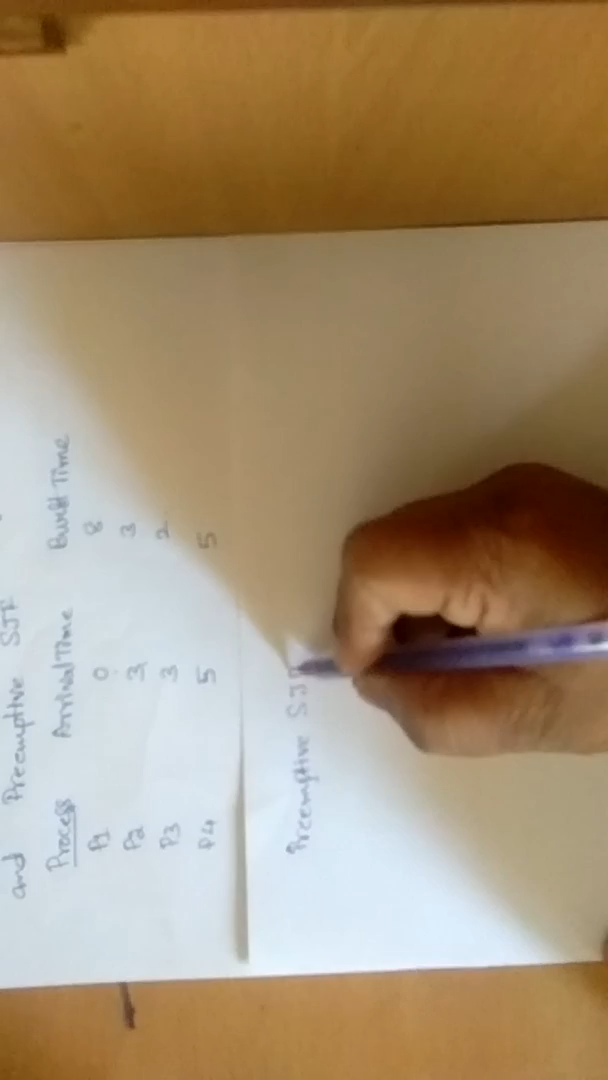 and Preemptive SJF
Process Arrival Time Burst Time
P1 0 8
P2 3 3
P3 3 2
P4 5 5
Preemptive SJF